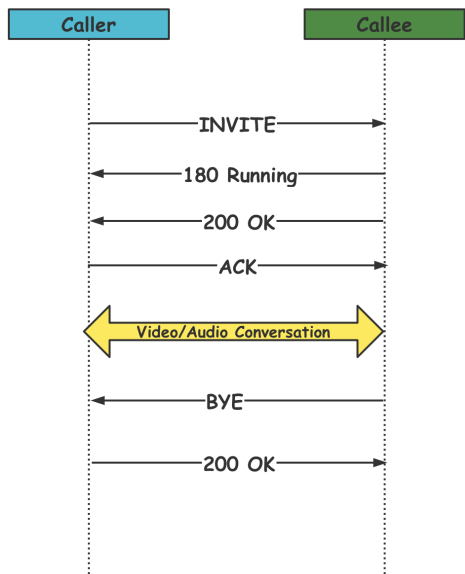 Caller
Callee
INVITE
180 Running
200 OK
ACK
Video/Audio Conversation
BYE
200 OK